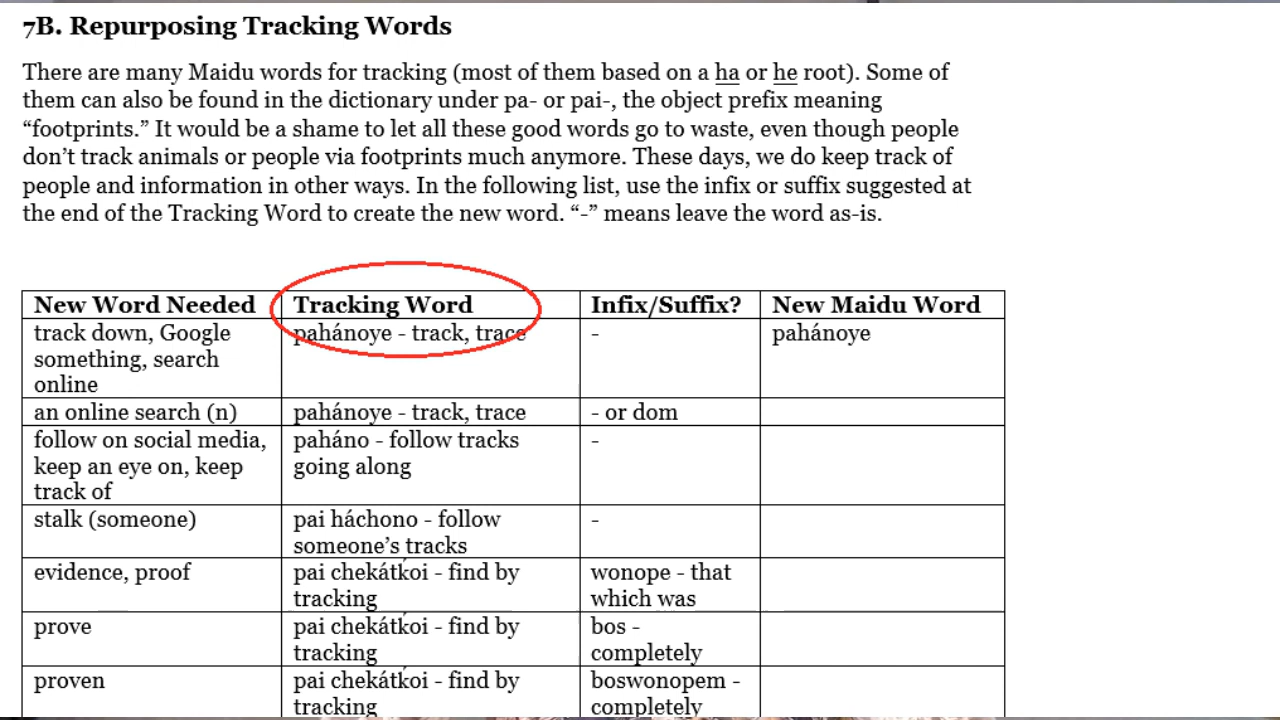 7B. Repurposing Tracking Words
There are many Maidu words for tracking (most of them based on a ha or he root). Some of
them can also be found in the dictionary under pa- or pai-, the object prefix meaning
“footprints.” It would be a shame to let all these good words go to waste, even though people
don’t track animals or people via footprints much anymore. These days, we do keep track of
people and information in other ways. In the following list, use the infix or suffix suggested at
the end of the Tracking Word to create the new word. “-” means leave the word as-is.
New Word Needed Tracking Word Infix/Suffix? New Maidu Word
track down, Google pahánoye - track, trace - pahánoye
something, search
online
an online search (n) pahánoye - track, trace - or dom
follow on social media, paháno - follow tracks -
keep an eye on, keep going along
track of
stalk (someone) pai háchono - follow -
someone’s tracks
evidence, proof pai chekátḱoi - find by wonope - that
tracking which was
prove pai chekátḱoi - find by bos -
tracking completely
proven pai chekátḱoi - find by boswonopem -
tracking completely